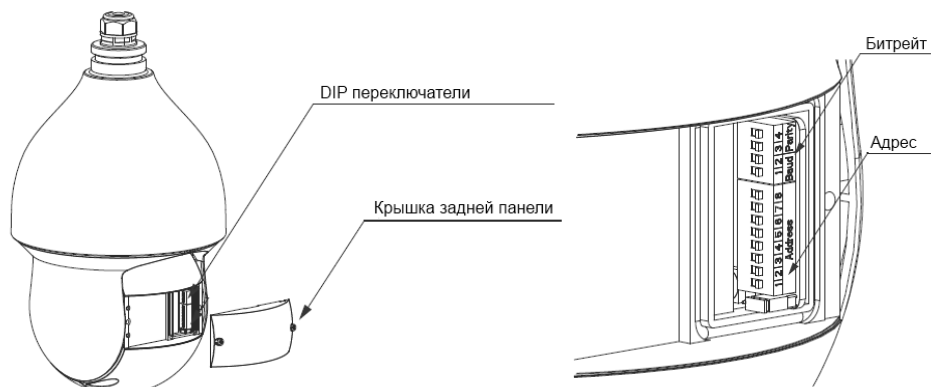 DIP переключатели
Крышка задней панели
Битрейт
Адрес
1 2 3 4
Baud Parity
1 2 3 4 5 6 7 8
Address